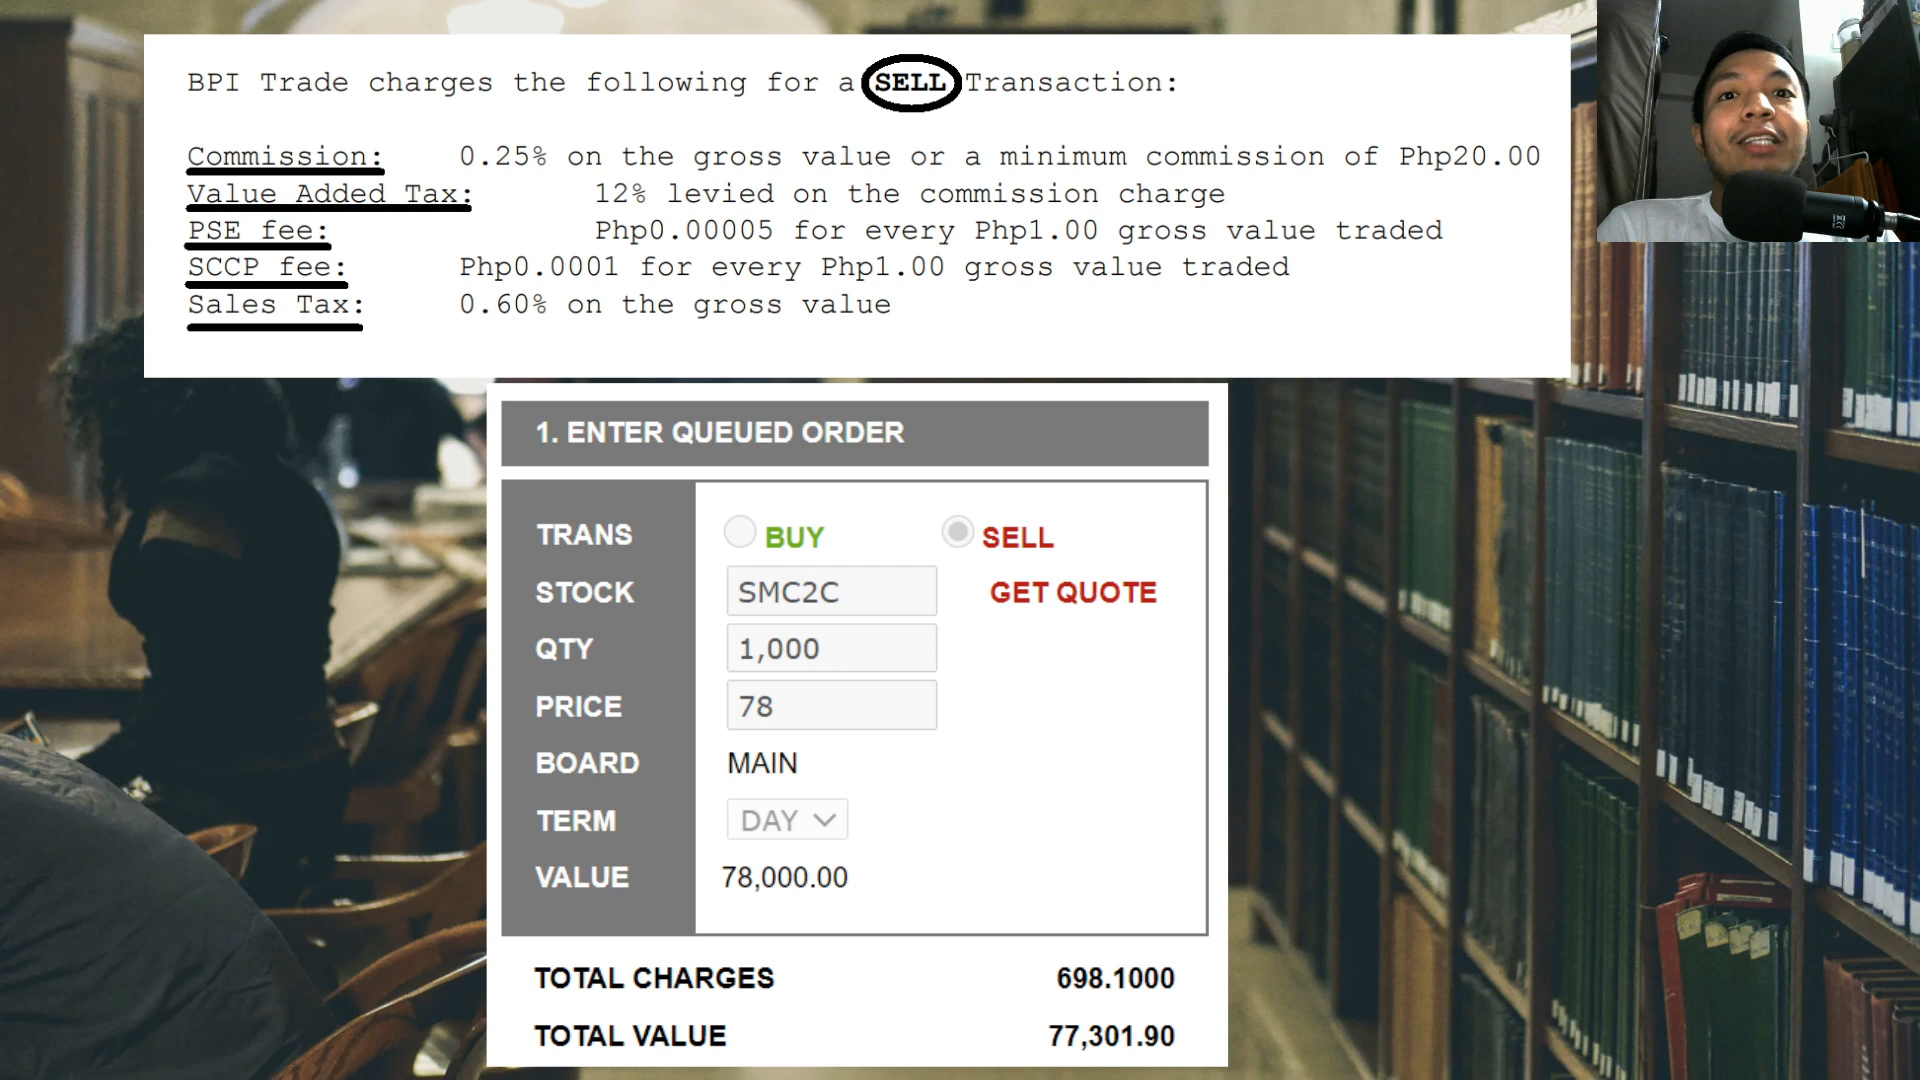 BPI Trade charges the following for a SELL Transaction:
Commission: 0.25% on the gross value or a minimum commission of Php20.00
Value Added Tax: 12% levied on the commission charge
PSE fee: Php0.00005 for every Php1.00 gross value traded
SCCP fee: Php0.0001 for every Php1.00 gross value traded
Sales Tax: 0.60% on the gross value
1. ENTER QUEUED ORDER
TRANS BUY SELL
STOCK SMC2C GET QUOTE
QTY 1,000
PRICE 78
BOARD MAIN
TERM DAY
VALUE 78,000.00
TOTAL CHARGES 698.1000
TOTAL VALUE 77,301.90